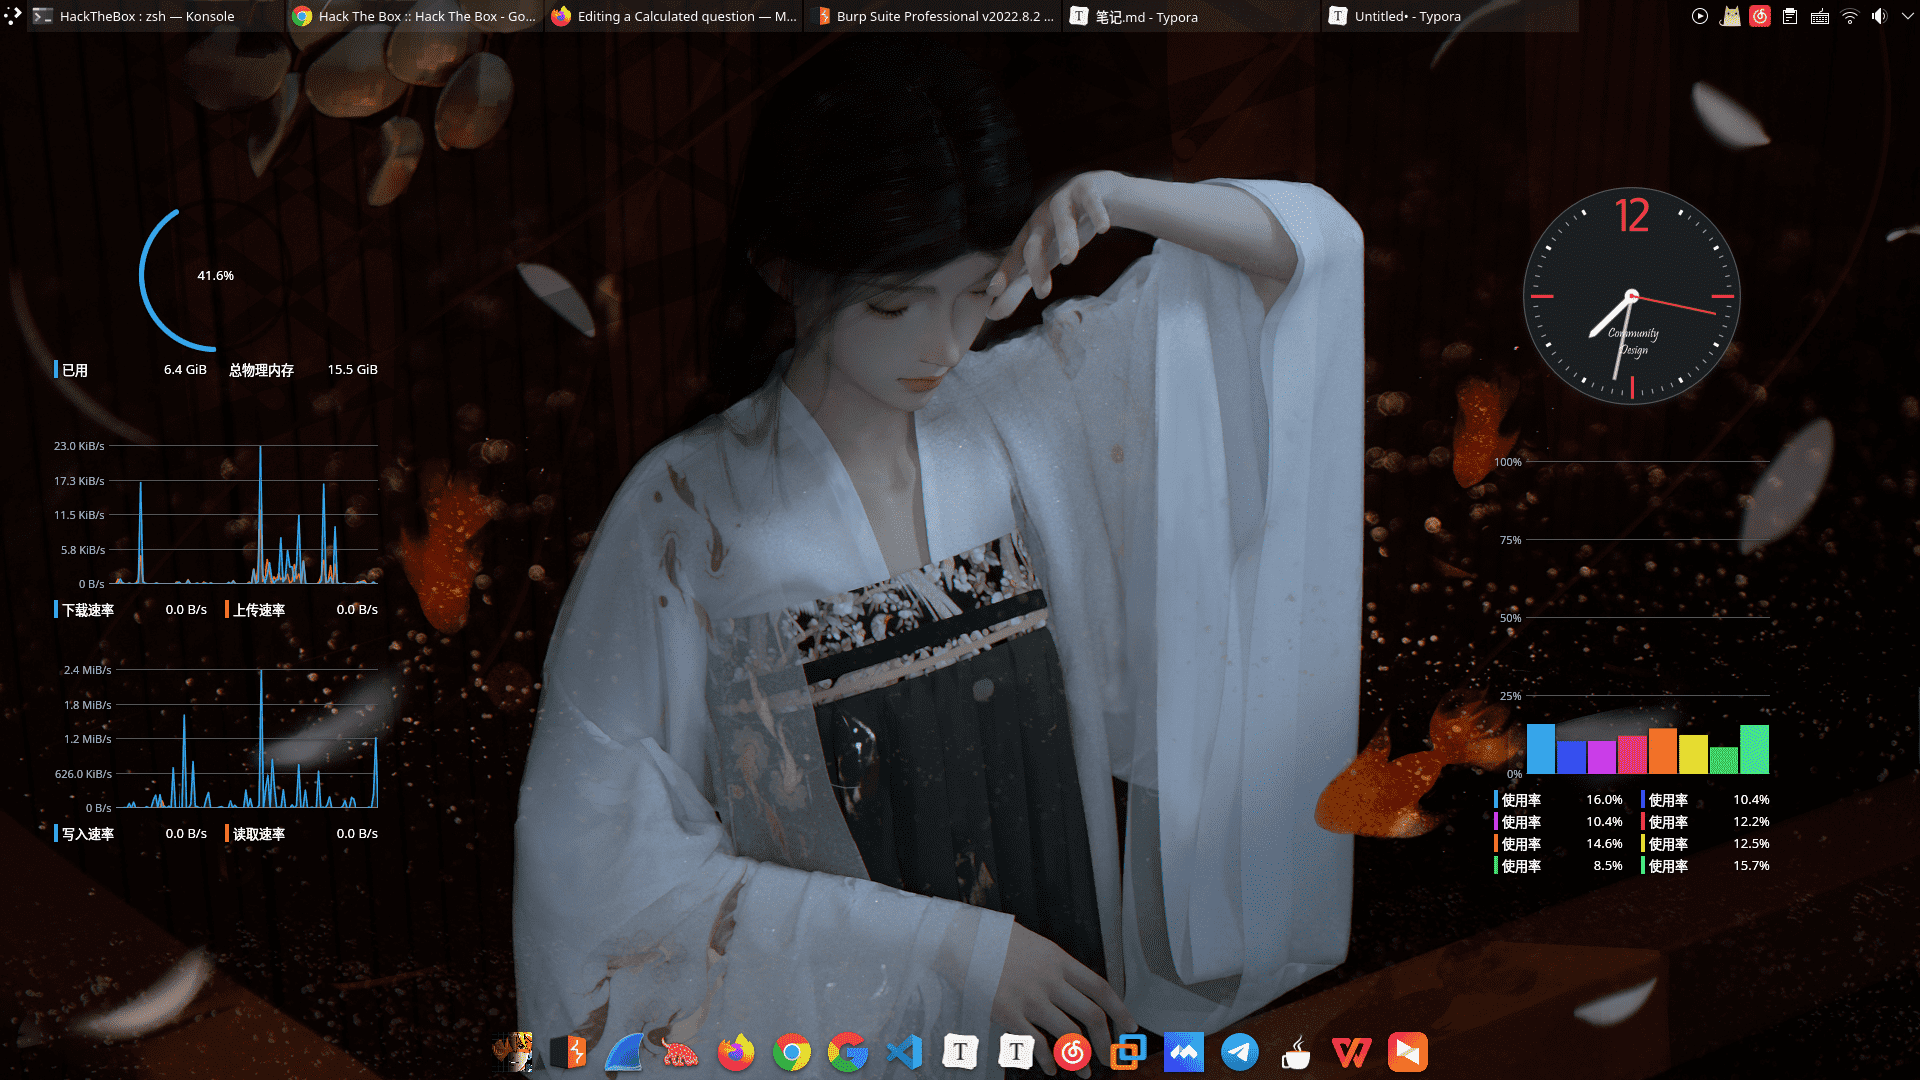 HackTheBox : zsh — Konsole
Hack The Box :: Hack The Box - Go...
Editing a Calculated question — M...
Burp Suite Professional v2022.8.2 ...
T 笔记.md - Typora
T Untitled• - Typora
12
Community
Design
41.6%
已用 6.4 GiB 总物理内存 15.5 GiB
23.0 KiB/s
17.3 KiB/s
11.5 KiB/s
5.8 KiB/s
0 B/s
下载速率 0.0 B/s 上传速率 0.0 B/s
2.4 MiB/s
1.8 MiB/s
1.2 MiB/s
626.0 KiB/s
0 B/s
写入速率 0.0 B/s 读取速率 0.0 B/s
100%
75%
50%
25%
0%
使用率 16.0% 使用率 10.4%
使用率 10.4% 使用率 12.2%
使用率 14.6% 使用率 12.5%
使用率 8.5% 使用率 15.7%
T
T